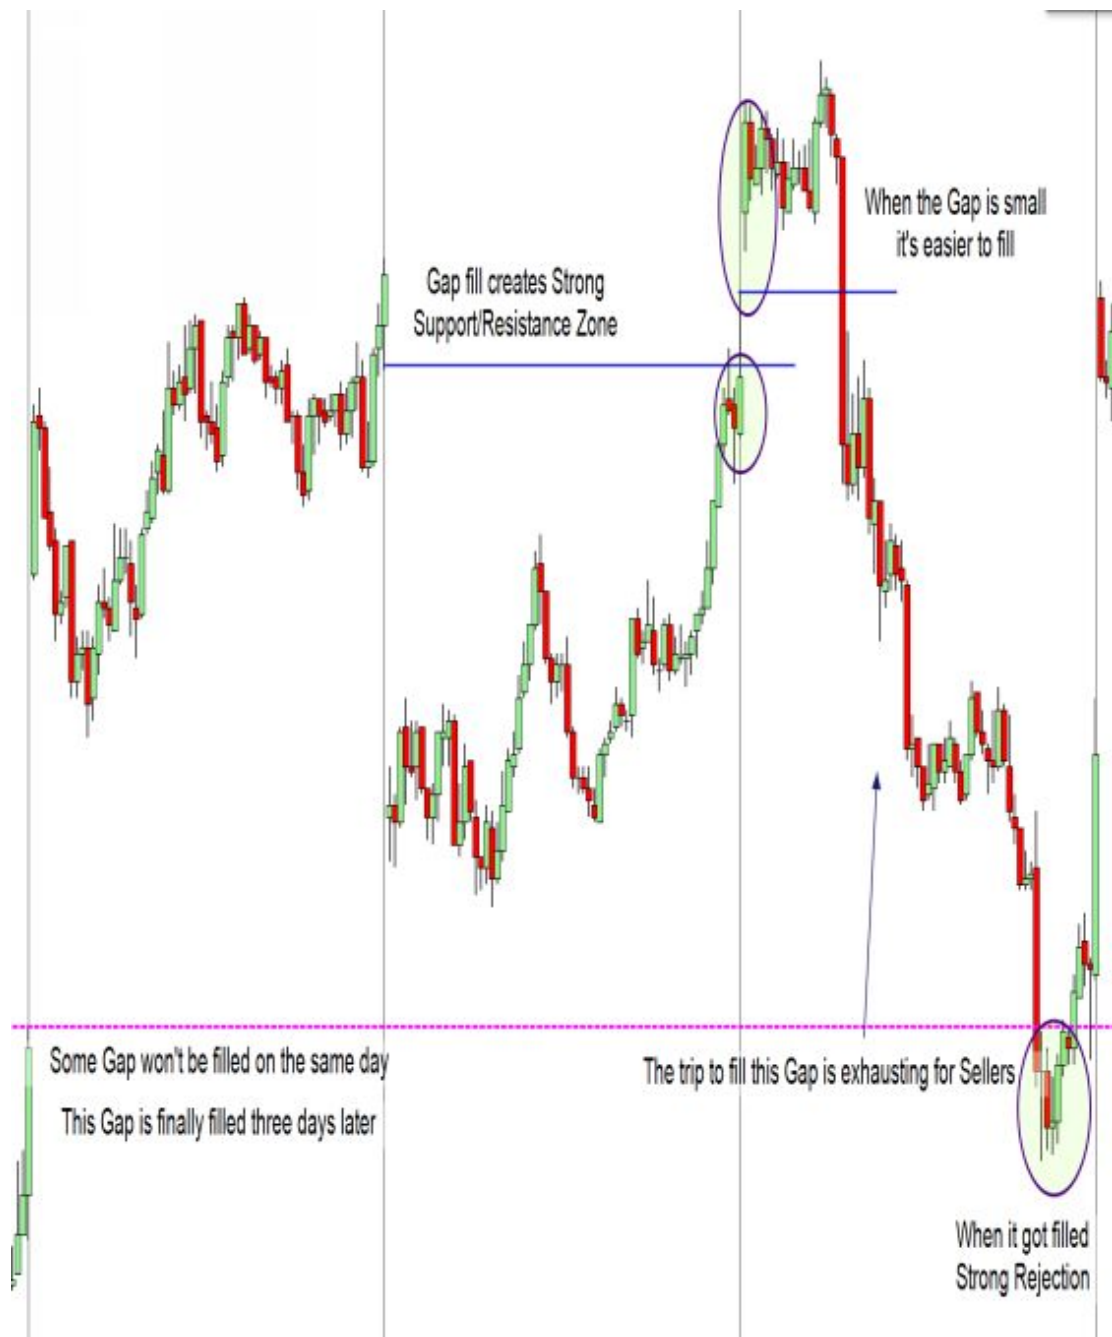 When the Gap is small
it's easier to fill
Gap fill creates Strong
Support/Resistance Zone
Some Gap won't be filled on the same day
This Gap is finally filled three days later
The trip to fill this Gap is exhausting for Sellers
When it got filled
Strong Rejection